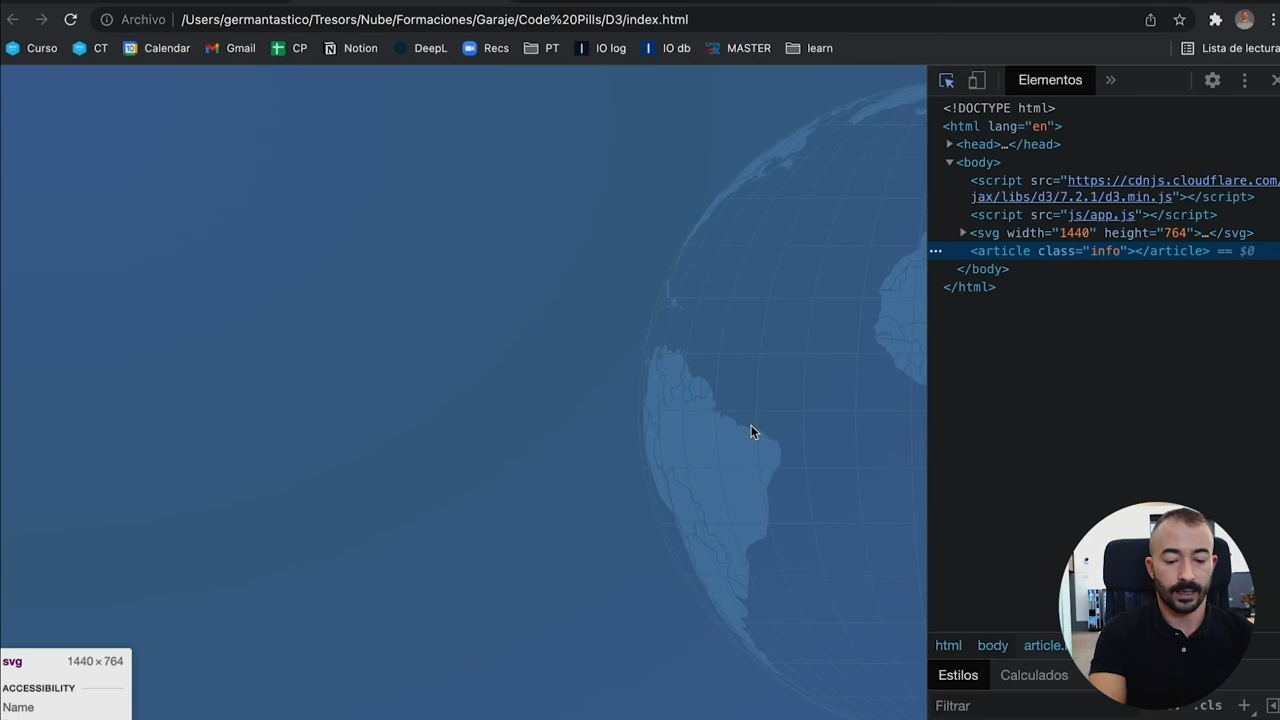 Archivo
/Users/germantastico/Tresors/Nube/Formaciones/Garaje/Code%20Pills/D3/index.html
Curso CT Calendar Gmail CP Notion DeepL Recs PT IO log IO db MASTER learn Lista de lectura
Elementos
<!DOCTYPE html>
<html lang="en">
<head>…</head>
<body>
<script src="https://cdnjs.cloudflare.com/
jax/libs/d3/7.2.1/d3.min.js"></script>
<script src="js/app.js"></script>
<svg width="1440" height="764">…</svg>
<article class="info"></article> == $0
</body>
</html>
html body article.
Estilos Calculados
Filtrar .cls
svg 1440×764
ACCESSIBILITY
Name